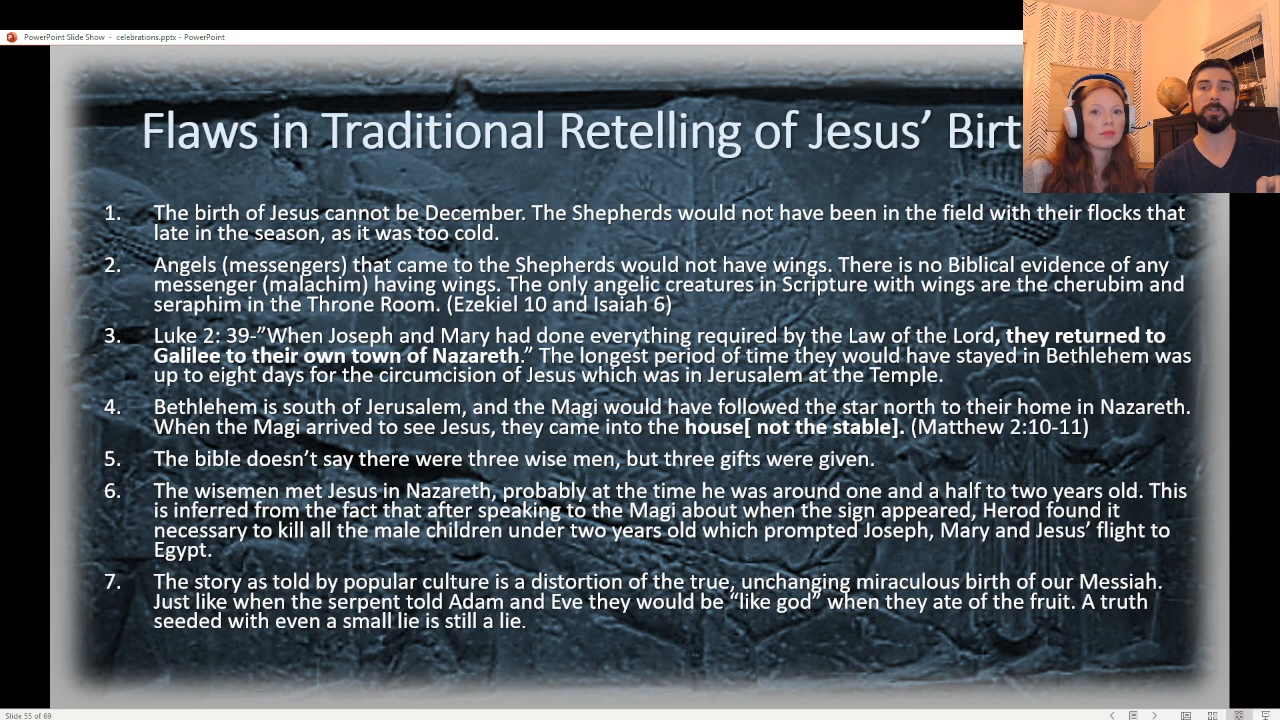 PowerPoint Slide Show - celebrations.pptx - PowerPoint
Flaws in Traditional Retelling of Jesus’ Birt
1. The birth of Jesus cannot be December. The Shepherds would not have been in the field with their flocks that
late in the season, as it was too cold.
2. Angels (messengers) that came to the Shepherds would not have wings. There is no Biblical evidence of any
messenger (malachim) having wings. The only angelic creatures in Scripture with wings are the cherubim and
seraphim in the Throne Room. (Ezekiel 10 and Isaiah 6)
3. Luke 2: 39-”When Joseph and Mary had done everything required by the Law of the Lord, they returned to
Galilee to their own town of Nazareth.” The longest period of time they would have stayed in Bethlehem was
up to eight days for the circumcision of Jesus which was in Jerusalem at the Temple.
4. Bethlehem is south of Jerusalem, and the Magi would have followed the star north to their home in Nazareth.
When the Magi arrived to see Jesus, they came into the house[ not the stable]. (Matthew 2:10-11)
5. The bible doesn’t say there were three wise men, but three gifts were given.
6. The wisemen met Jesus in Nazareth, probably at the time he was around one and a half to two years old. This
is inferred from the fact that after speaking to the Magi about when the sign appeared, Herod found it
necessary to kill all the male children under two years old which prompted Joseph, Mary and Jesus’ flight to
Egypt.
7. The story as told by popular culture is a distortion of the true, unchanging miraculous birth of our Messiah.
Just like when the serpent told Adam and Eve they would be “like god” when they ate of the fruit. A truth
seeded with even a small lie is still a lie.
Slide 55 of 69